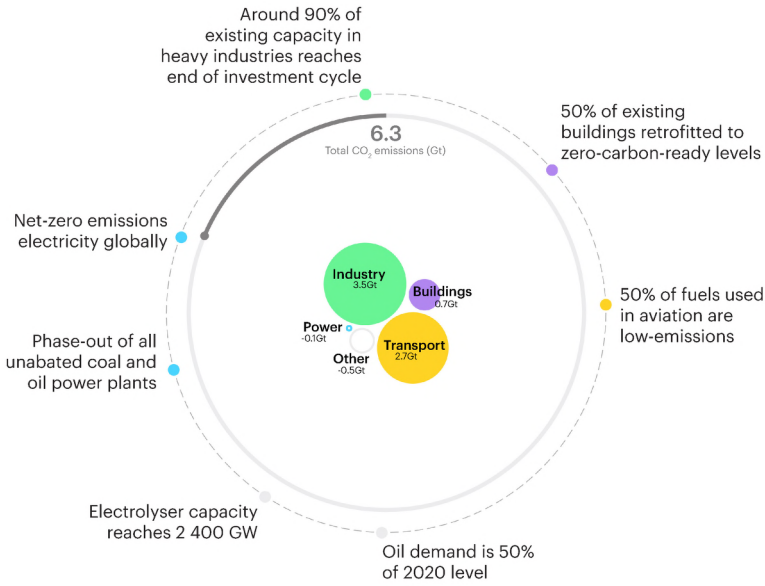 Around 90% of
existing capacity in
heavy industries reaches
end of investment cycle
50% of existing
buildings retrofitted to
zero-carbon-ready levels
6.3
Total CO₂ emissions (Gt)
Net-zero emissions
electricity globally
Industry
3.5Gt
Buildings
0.7Gt
50% of fuels used
in aviation are
low-emissions
Power
-0.1Gt
Transport
2.7Gt
Other
-0.5Gt
Phase-out of all
unabated coal and
oil power plants
Electrolyser capacity
reaches 2 400 GW
Oil demand is 50%
of 2020 level